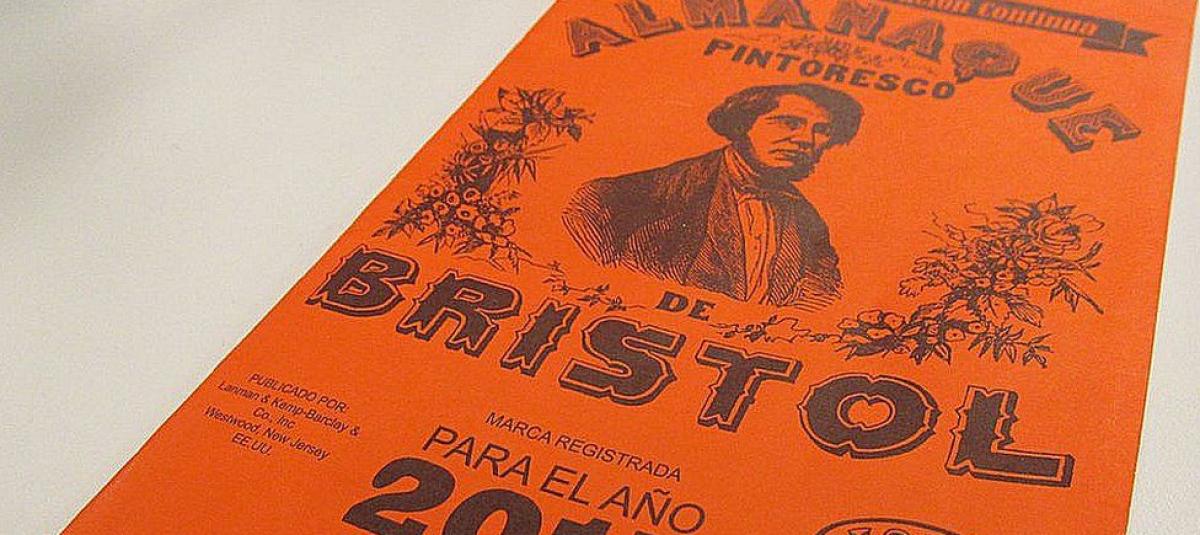 continua
ALMANAQUE
PINTORESCO
DE
BRISTOL
PUBLICADO POR:
Lanman & Kemp-Barclay &
Co., Inc
Westwood, New Jersey
EE.UU.
MARCA REGISTRADA
PARA EL AÑO